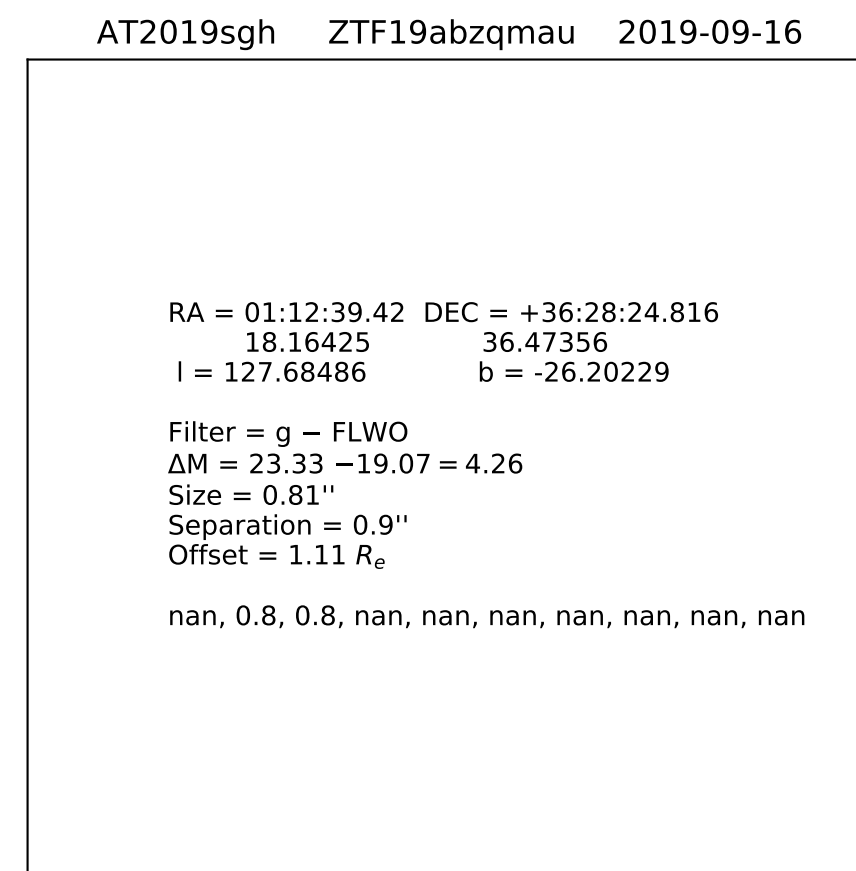 AT2019sgh ZTF19abzqmau 2019-09-16
RA = 01:12:39.42 DEC = +36:28:24.816
18.16425 36.47356
l = 127.68486 b = -26.20229
Filter = g − FLWO
ΔM = 23.33 −19.07 = 4.26
Size = 0.81''
Separation = 0.9''
Offset = 1.11 Rₑ
nan, 0.8, 0.8, nan, nan, nan, nan, nan, nan, nan